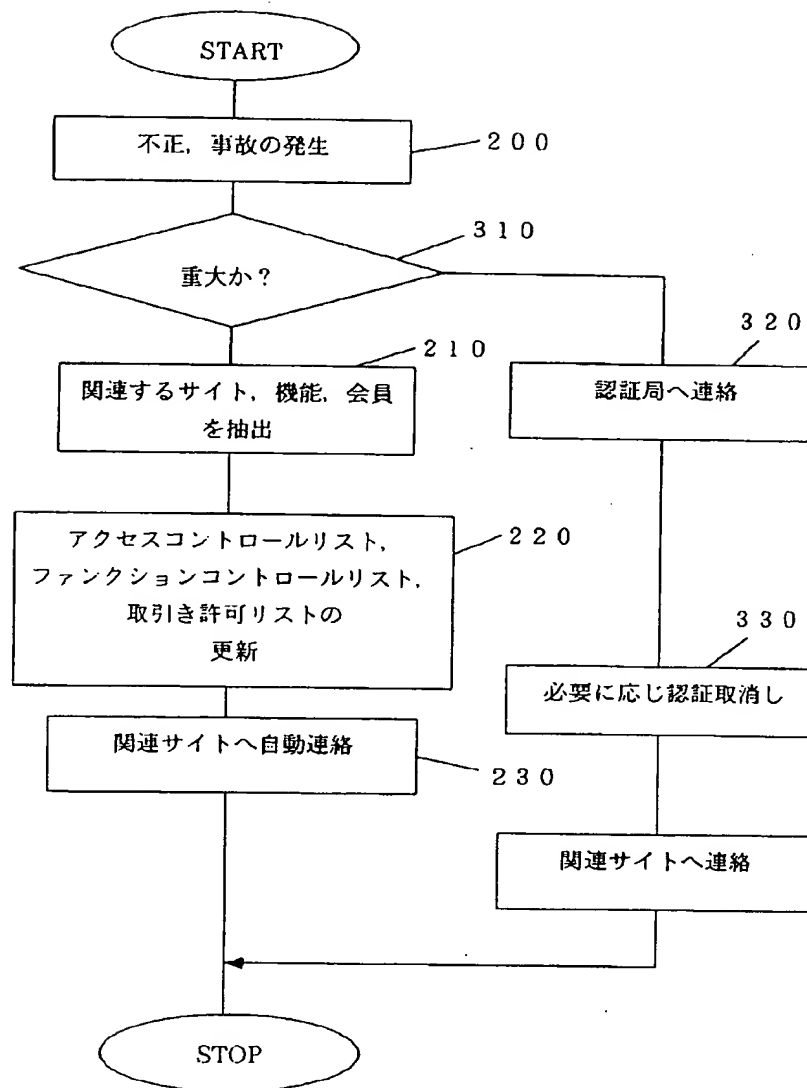 START
不正，事故の発生
２００
３１０
重大か？
２１０
関連するサイト，機能，会員
を抽出
３２０
認証局へ連絡
アクセスコントロールリスト，
ファンクションコントロールリスト，
取引き許可リストの
更新
２２０
３３０
必要に応じ認証取消し
関連サイトへ自動連絡
２３０
関連サイトへ連絡
STOP